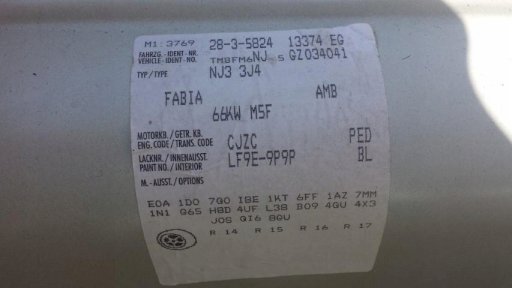 M1 3769 28-3-5824 13374 EG
FAHRZG.-IDENT-NR.
VEHICLE-IDENT-NO. TMBFM6NJ 5 GZ034041
TYP/TYPE NJ3 3J4
FABIA AMB
66KW M5F
MOTORKB./GETR.KB.
ENG.CODE/TRANS.CODE CJZC PED
LACKNR./INNENAUSST.
PAINT NO./INTERIOR LF9E-9P9P BL
M.-AUSST./OPTIONS
E0A 1D0 7Q0 I8E 1KT 6FF 1AZ 7MM
1N1 G65 H8D 4UF L38 B09 4GU 4X3
J0S QI6 8GU
R 14 R 15 R 16 R 17